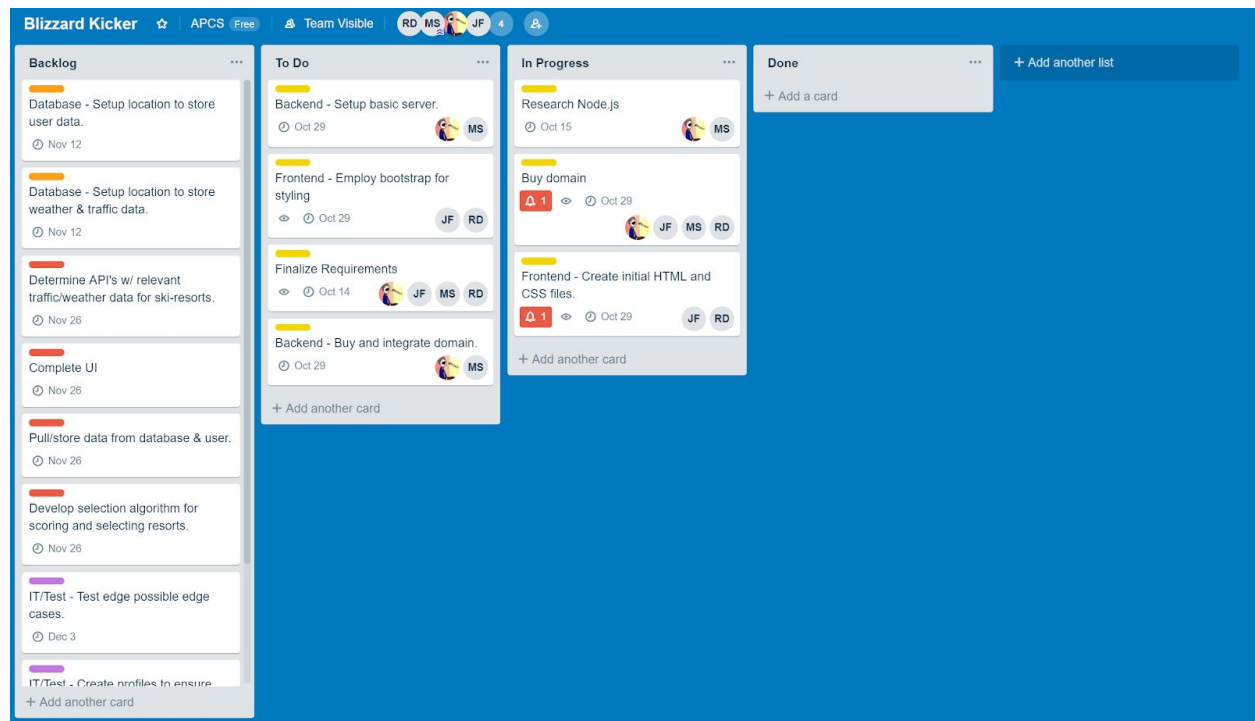 Blizzard Kicker APCS Free Team Visible RD MS JF 4
Backlog
Database - Setup location to store
user data.
Nov 12
Database - Setup location to store
weather & traffic data.
Nov 12
Determine API's w/ relevant
traffic/weather data for ski-resorts.
Nov 26
Complete UI
Nov 26
Pull/store data from database & user.
Nov 26
Develop selection algorithm for
scoring and selecting resorts.
Nov 26
IT/Test - Test edge possible edge
cases.
Dec 3
IT/Test - Create profiles to ensure
+ Add another card
To Do
Backend - Setup basic server.
Oct 29 MS
Frontend - Employ bootstrap for
styling
Oct 29 JF RD
Finalize Requirements
Oct 14 JF MS RD
Backend - Buy and integrate domain.
Oct 29 MS
+ Add another card
In Progress
Research Node.js
Oct 15 MS
Buy domain
1 Oct 29
JF MS RD
Frontend - Create initial HTML and
CSS files.
1 Oct 29 JF RD
+ Add another card
Done
+ Add a card
+ Add another list